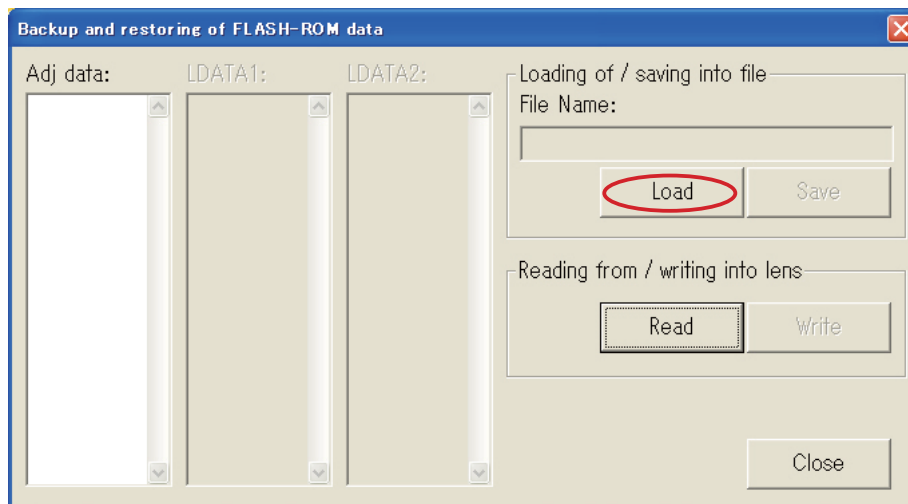 Backup and restoring of FLASH-ROM data
Adj data:
LDATA1:
LDATA2:
Loading of / saving into file
File Name:
Load
Save
Reading from / writing into lens
Read
Write
Close